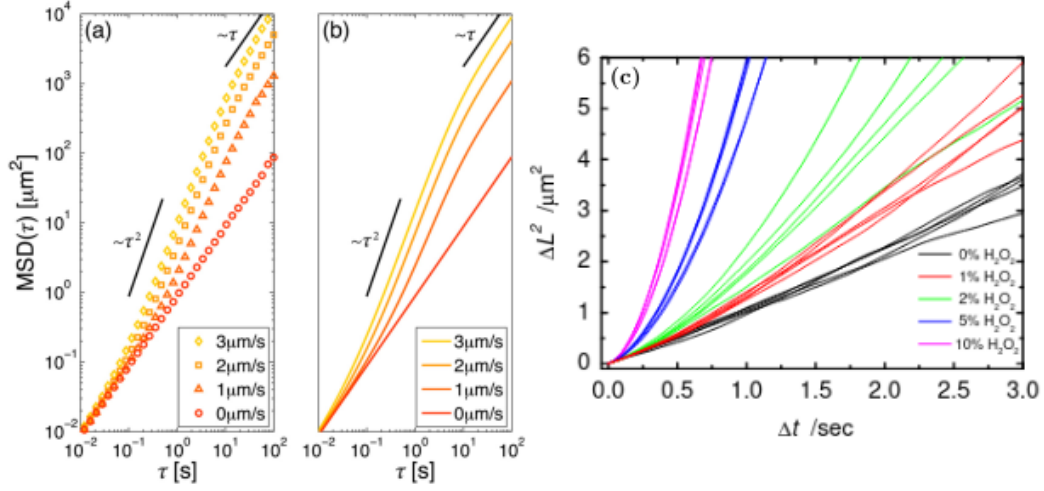 (a)
MSD(τ) [μm²]
10⁴
10³
10²
10¹
10⁰
10⁻¹
10⁻²
~τ
~τ²
3μm/s
2μm/s
1μm/s
0μm/s
10⁻² 10⁻¹ 10⁰ 10¹ 10²
τ [s]
(b)
~τ
~τ²
3μm/s
2μm/s
1μm/s
0μm/s
10⁻² 10⁻¹ 10⁰ 10¹ 10²
τ [s]
(c)
ΔL² /μm²
6
5
4
3
2
1
0
0% H₂O₂
1% H₂O₂
2% H₂O₂
5% H₂O₂
10% H₂O₂
0.0 0.5 1.0 1.5 2.0 2.5 3.0
Δt /sec